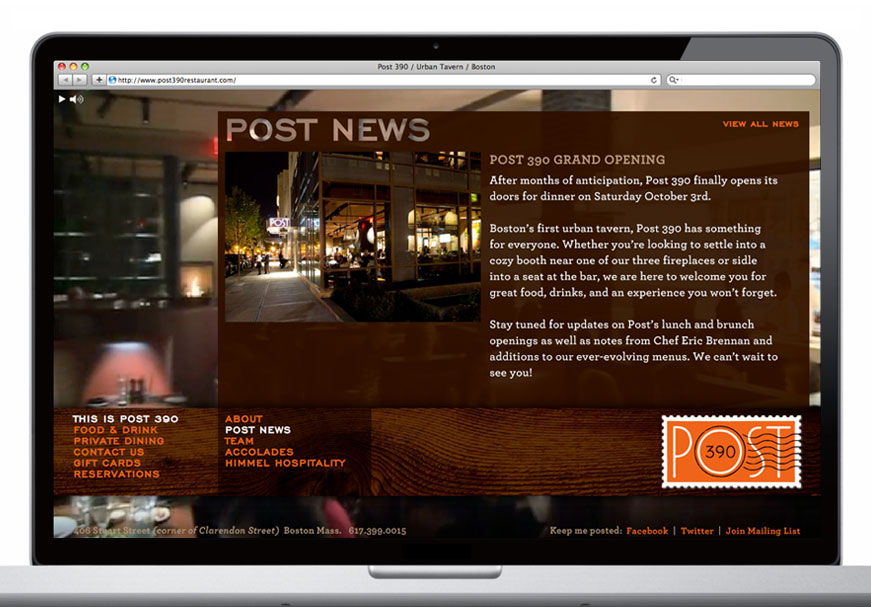 Post 390 / Urban Tavern / Boston
http://www.post390restaurant.com/
POST NEWS
VIEW ALL NEWS
POST
POST 390 GRAND OPENING
After months of anticipation, Post 390 finally opens its
doors for dinner on Saturday October 3rd.
Boston's first urban tavern, Post 390 has something
for everyone. Whether you're looking to settle into a
cozy booth near one of our three fireplaces or sidle
into a seat at the bar, we are here to welcome you for
great food, drinks, and an experience you won't forget.
Stay tuned for updates on Post's lunch and brunch
openings as well as notes from Chef Eric Brennan and
additions to our ever-evolving menus. We can't wait to
see you!
THIS IS POST 390
FOOD & DRINK
PRIVATE DINING
CONTACT US
GIFT CARDS
RESERVATIONS
ABOUT
POST NEWS
TEAM
ACCOLADES
HIMMEL HOSPITALITY
POST
390
406 Stuart Street (corner of Clarendon Street) Boston Mass. 617.399.0015
Keep me posted: Facebook | Twitter | Join Mailing List